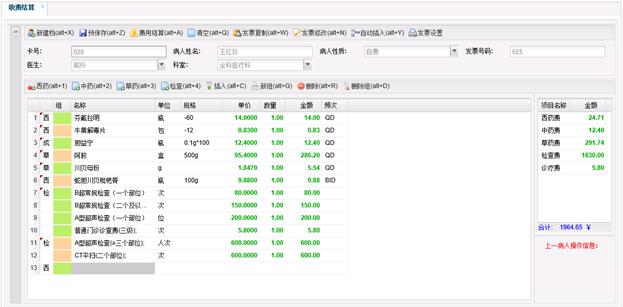 收费结算
新建档(alt+X) 预保存(alt+Z) 费用结算(alt+A) 清空(alt+Q) 发票复制(alt+W) 发票修改(alt+N) 自动插入(alt+Y) 发票设置
卡号: 020 病人姓名: 王红珍 病人性质: 自费 发票号码: 025
医生: 科室: 全科医疗科
西药(alt+1) 中药(alt+2) 草药(alt+3) 检查(alt+4) 插入(alt+C) 新组(alt+G) 删除(alt+R) 删除组(alt+D)
组 名称 单位 规格 单价 数量 金额 频次
1 西 芬氟拉明 瓶 -60 14.0000 1.00 14.00 QD
2 西 牛黄解毒片 包 -12 0.8300 1.00 0.83 QD
3 成 胆益宁 瓶 0.1g*100 12.4000 1.00 12.40 QD
4 草 阿胶 盒 500g 95.4000 1.00 286.20 QD
5 草 川贝母粉 g 1.8470 1.00 5.54 QD
6 西 蛇胆川贝枇杷膏 瓶 100g 9.8800 1.00 9.88 BID
7 检 B超常规检查（一个部位） 次 80.0000 1.00 80.00
8 B超常规检查（二个及以... 次 150.0000 1.00 150.00
9 A型超声检查（一个部位） 位 200.0000 1.00 200.00
10 普通门诊诊查费(三级); 次 5.8000 1.00 5.80
11 检 A型超声检查(≥三个部位); 人次 600.0000 1.00 600.00
12 CT平扫(二个部位); 次 600.0000 1.00 600.00
13 西
项目名称 金额
西药费 24.71
中药费 12.40
草药费 291.74
检查费 1630.00
诊疗费 5.80
合计: 1964.65 ￥
上一病人操作信息: